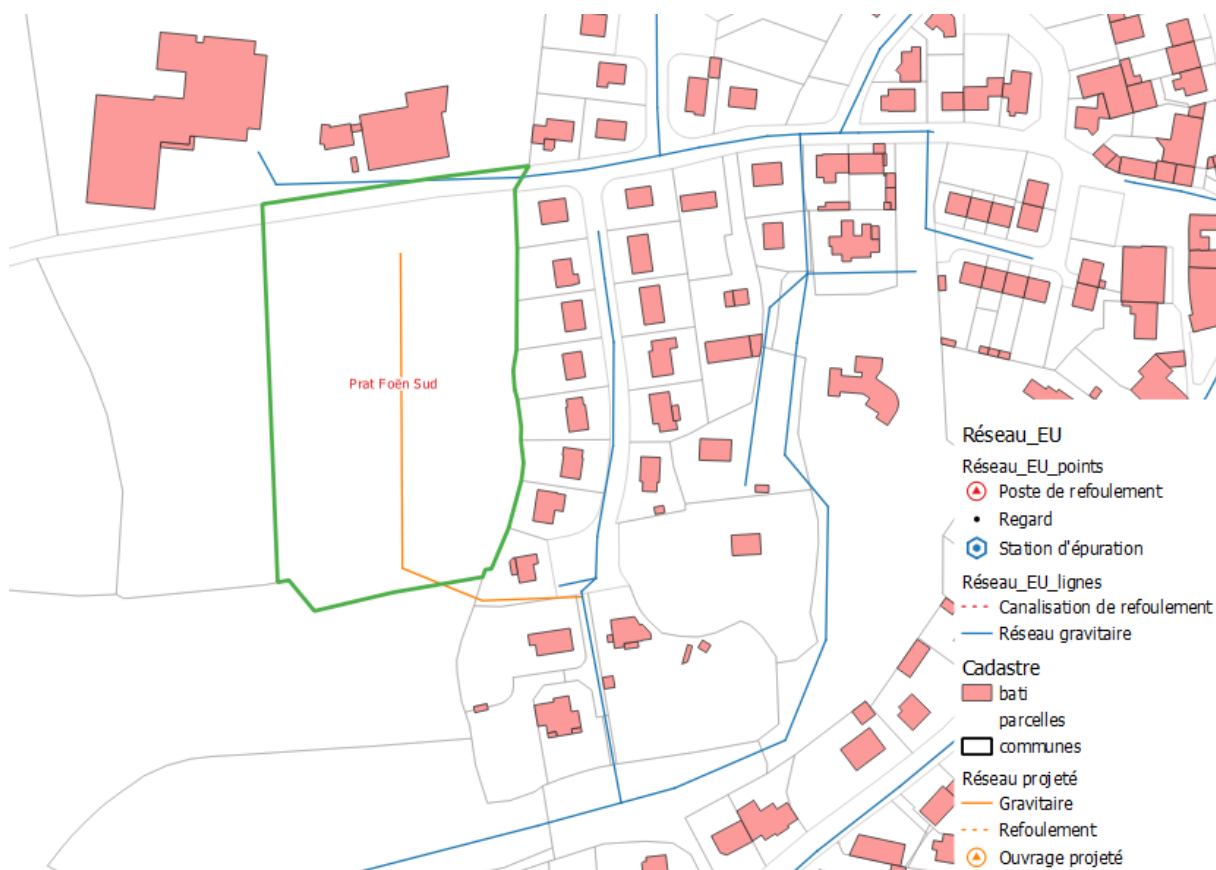 Prat Foën Sud
Réseau_EU
Réseau_EU_points
Poste de refoulement
Regard
Station d'épuration
Réseau_EU_lignes
Canalisation de refoulement
Réseau gravitaire
Cadastre
bati
parcelles
communes
Réseau projeté
Gravitaire
Refoulement
Ouvrage projeté